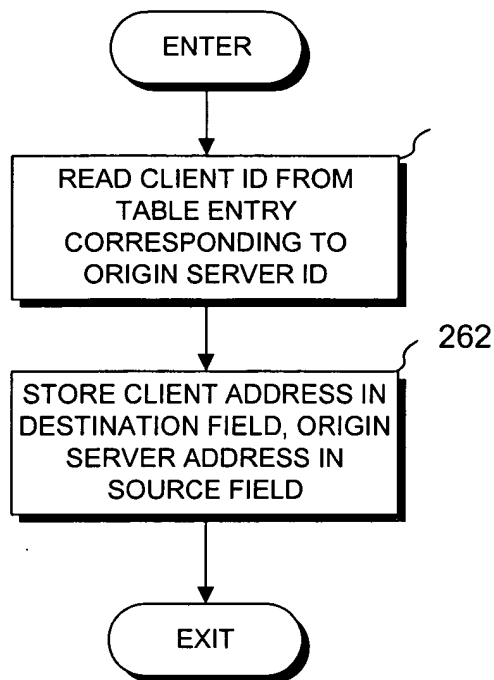 ENTER
READ CLIENT ID FROM
TABLE ENTRY
CORRESPONDING TO
ORIGIN SERVER ID
262
STORE CLIENT ADDRESS IN
DESTINATION FIELD, ORIGIN
SERVER ADDRESS IN
SOURCE FIELD
EXIT